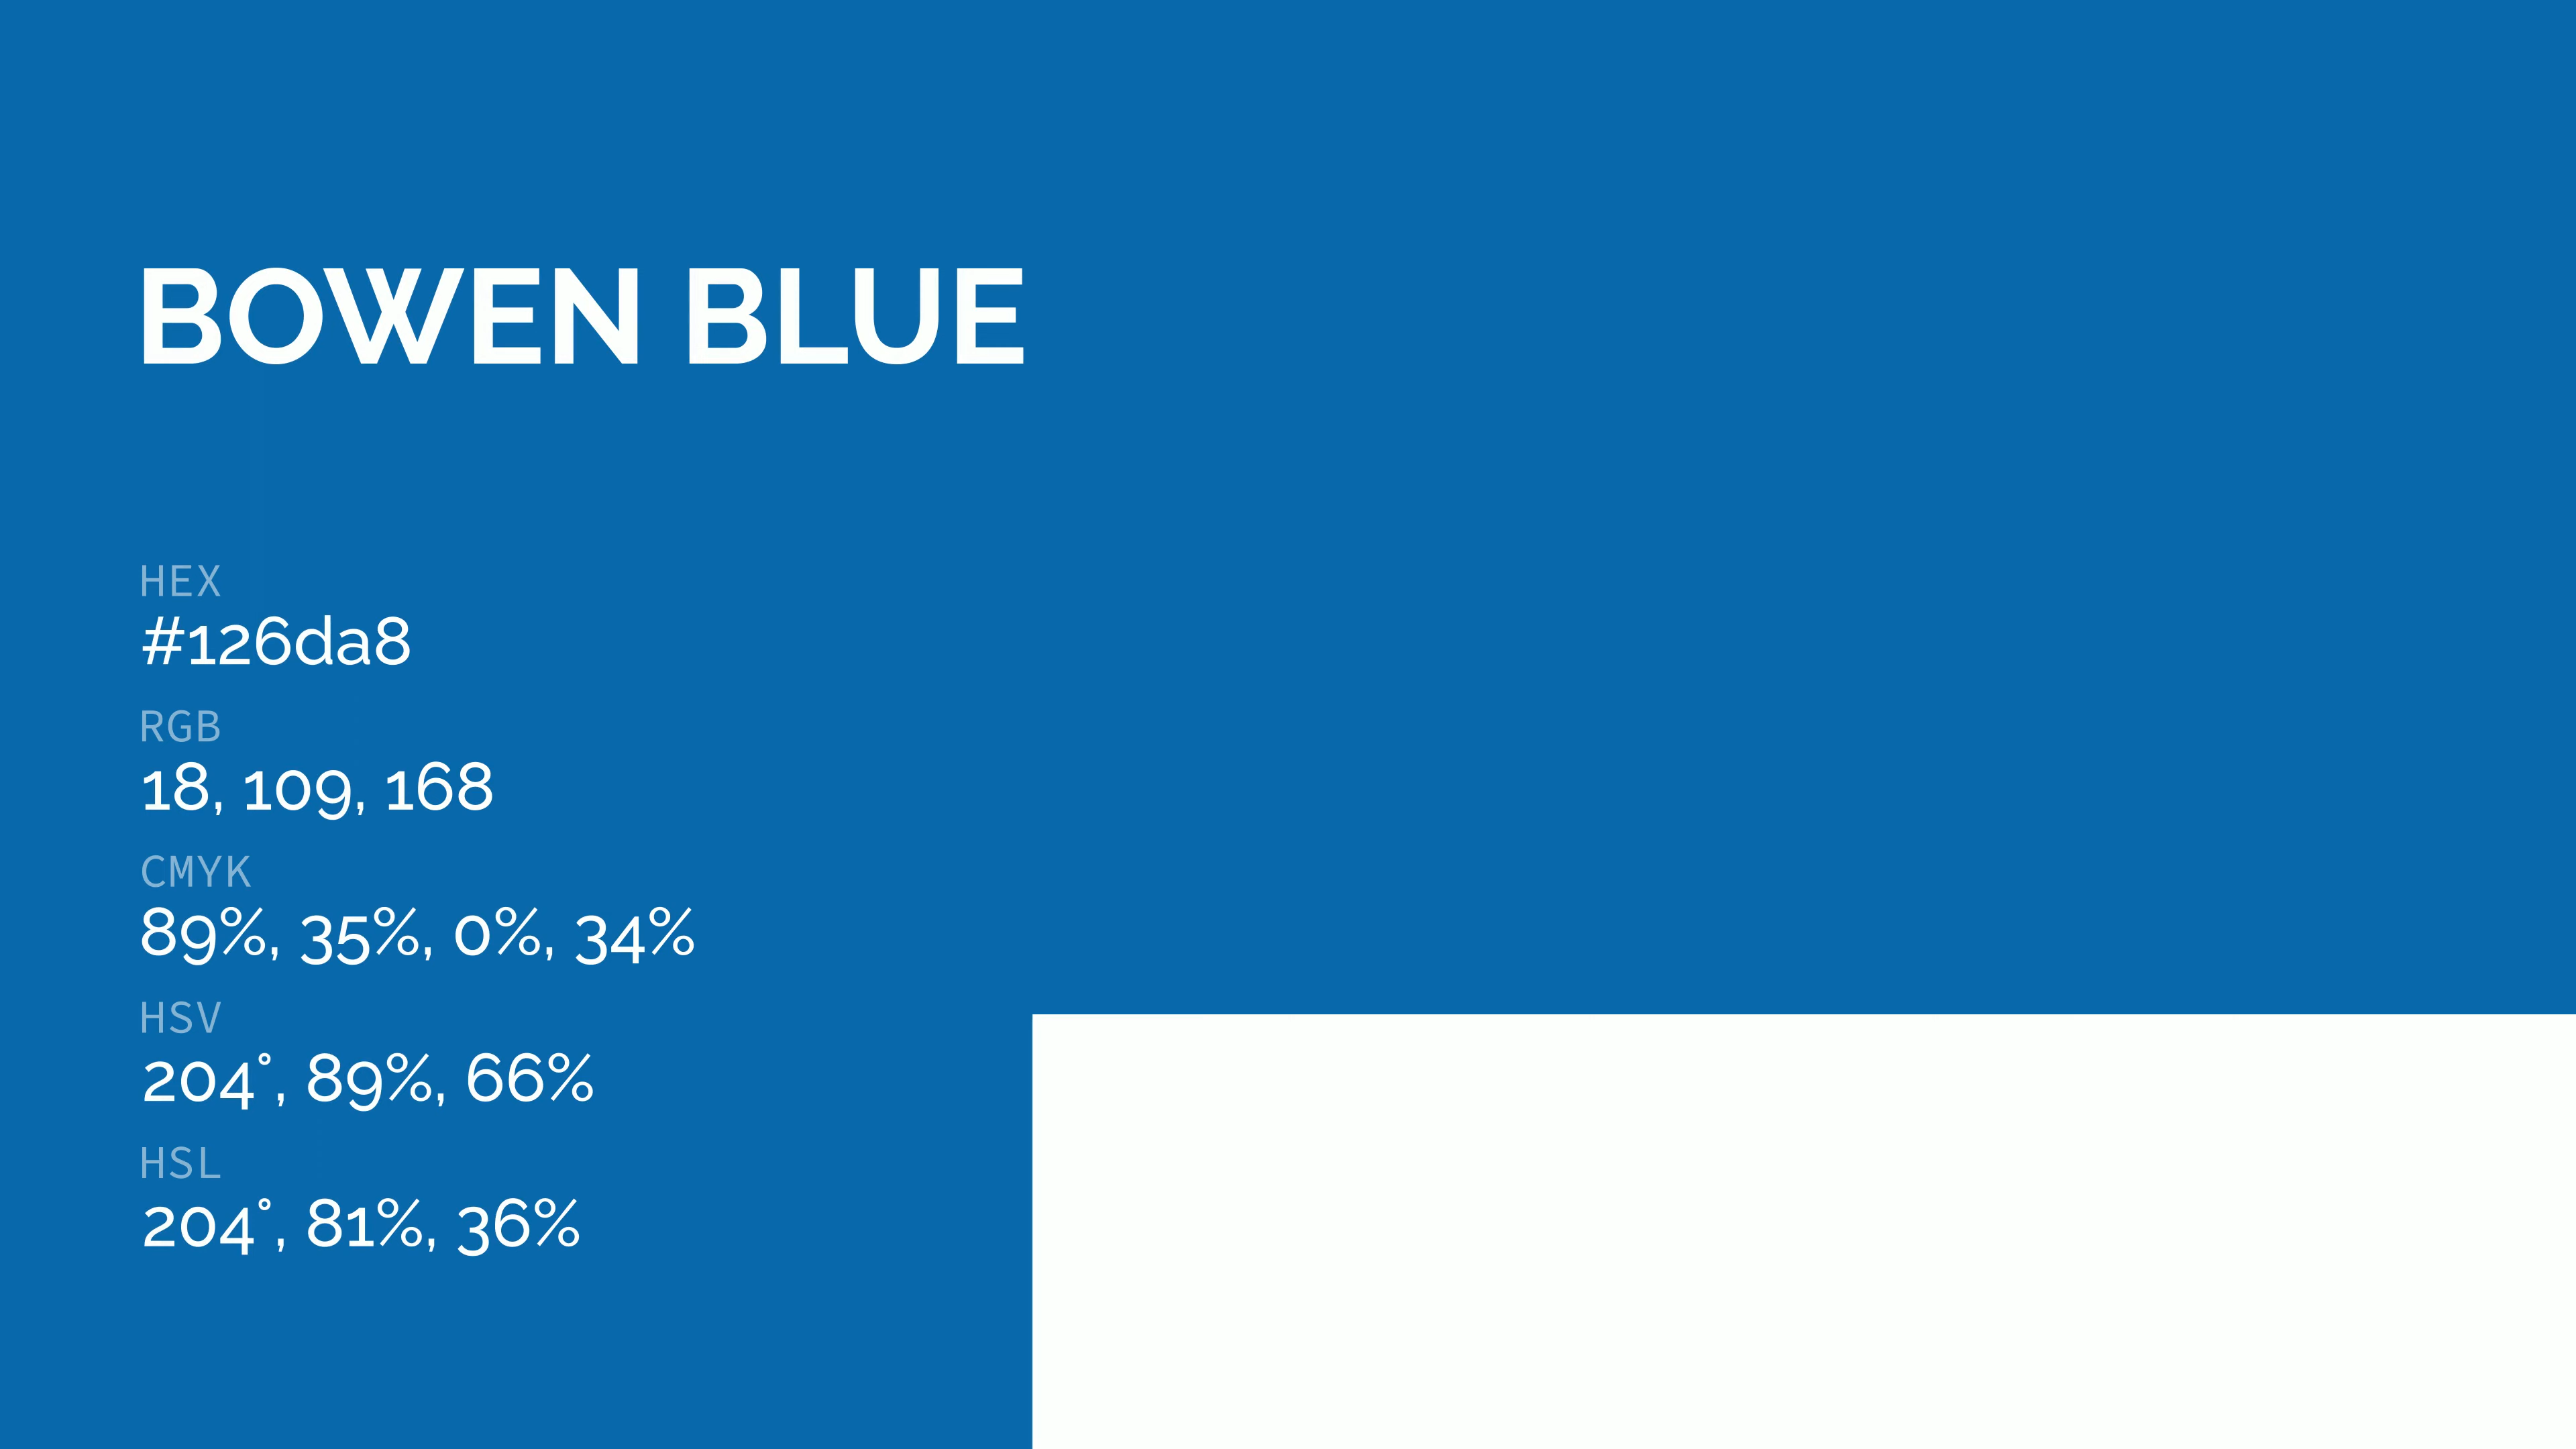 BOWEN BLUE
HEX
#126da8
RGB
18, 109, 168
CMYK
89%, 35%, 0%, 34%
HSV
204°, 89%, 66%
HSL
204°, 81%, 36%